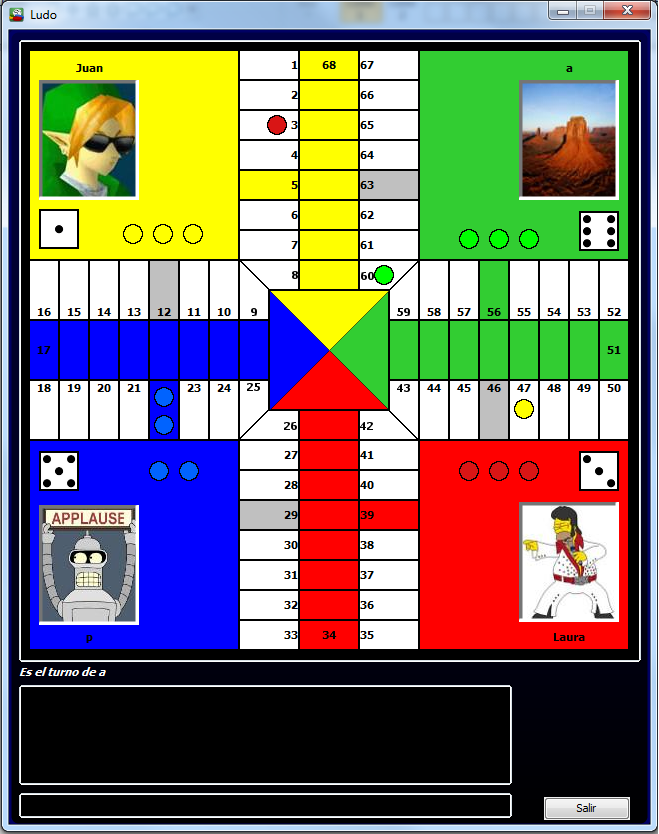 Ludo
Juan
1 68 67
a
2 66
3 65
4 64
5 63
6 62
7 61
8 60
16 15 14 13 12 11 10 9
59 58 57 56 55 54 53 52
17
51
18 19 20 21 23 24 25
43 44 45 46 47 48 49 50
26 42
27 41
28 40
29 39
30 38
31 37
32 36
33 34 35
APPLAUSE
p
Laura
Es el turno de a
Salir